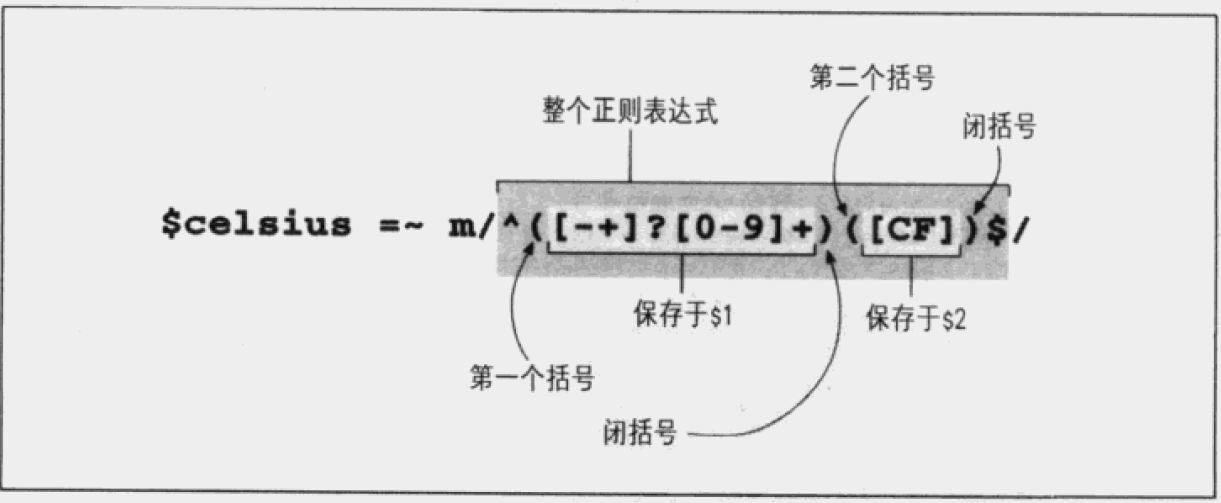 第二个括号
整个正则表达式
闭括号
$celsius =~ m/^([-+]?[0-9]+)([CF])$/
保存于$1
保存于$2
第一个括号
闭括号